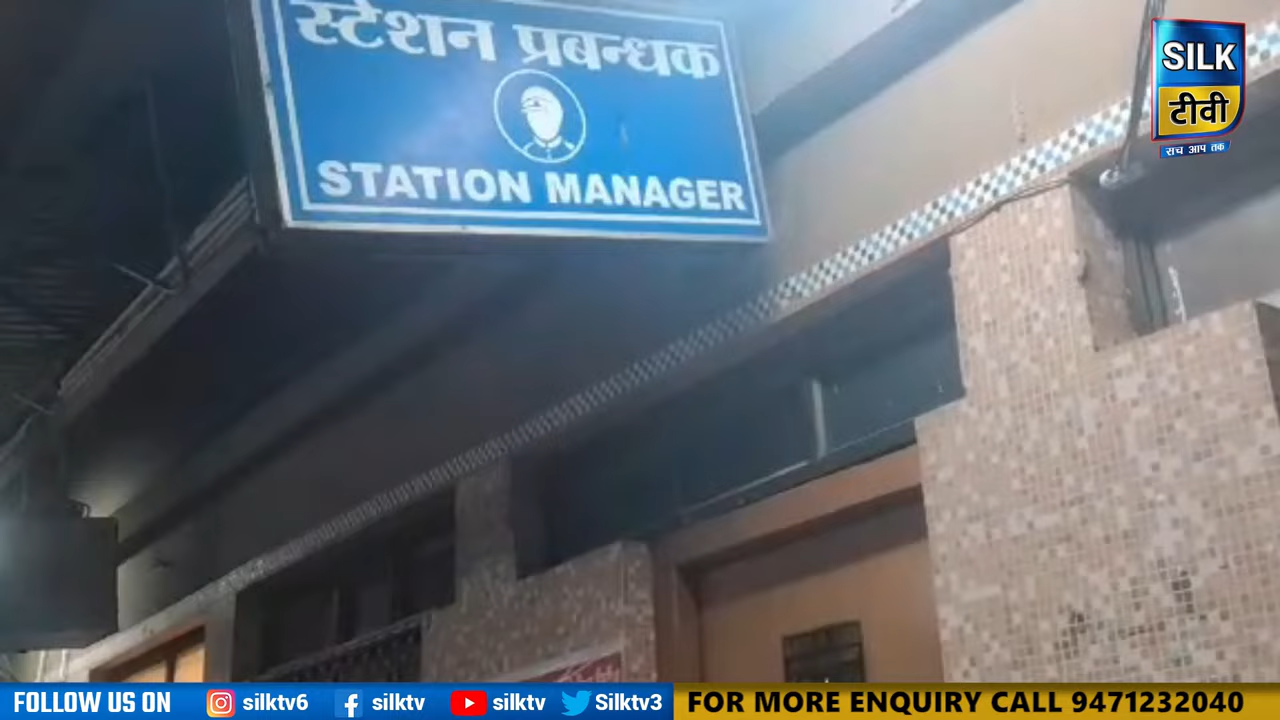 स्टेशन प्रबन्धक
STATION MANAGER
SILK
टीवी
सच आप तक
FOLLOW US ON silktv6 silktv silktv Silktv3 FOR MORE ENQUIRY CALL 9471232040